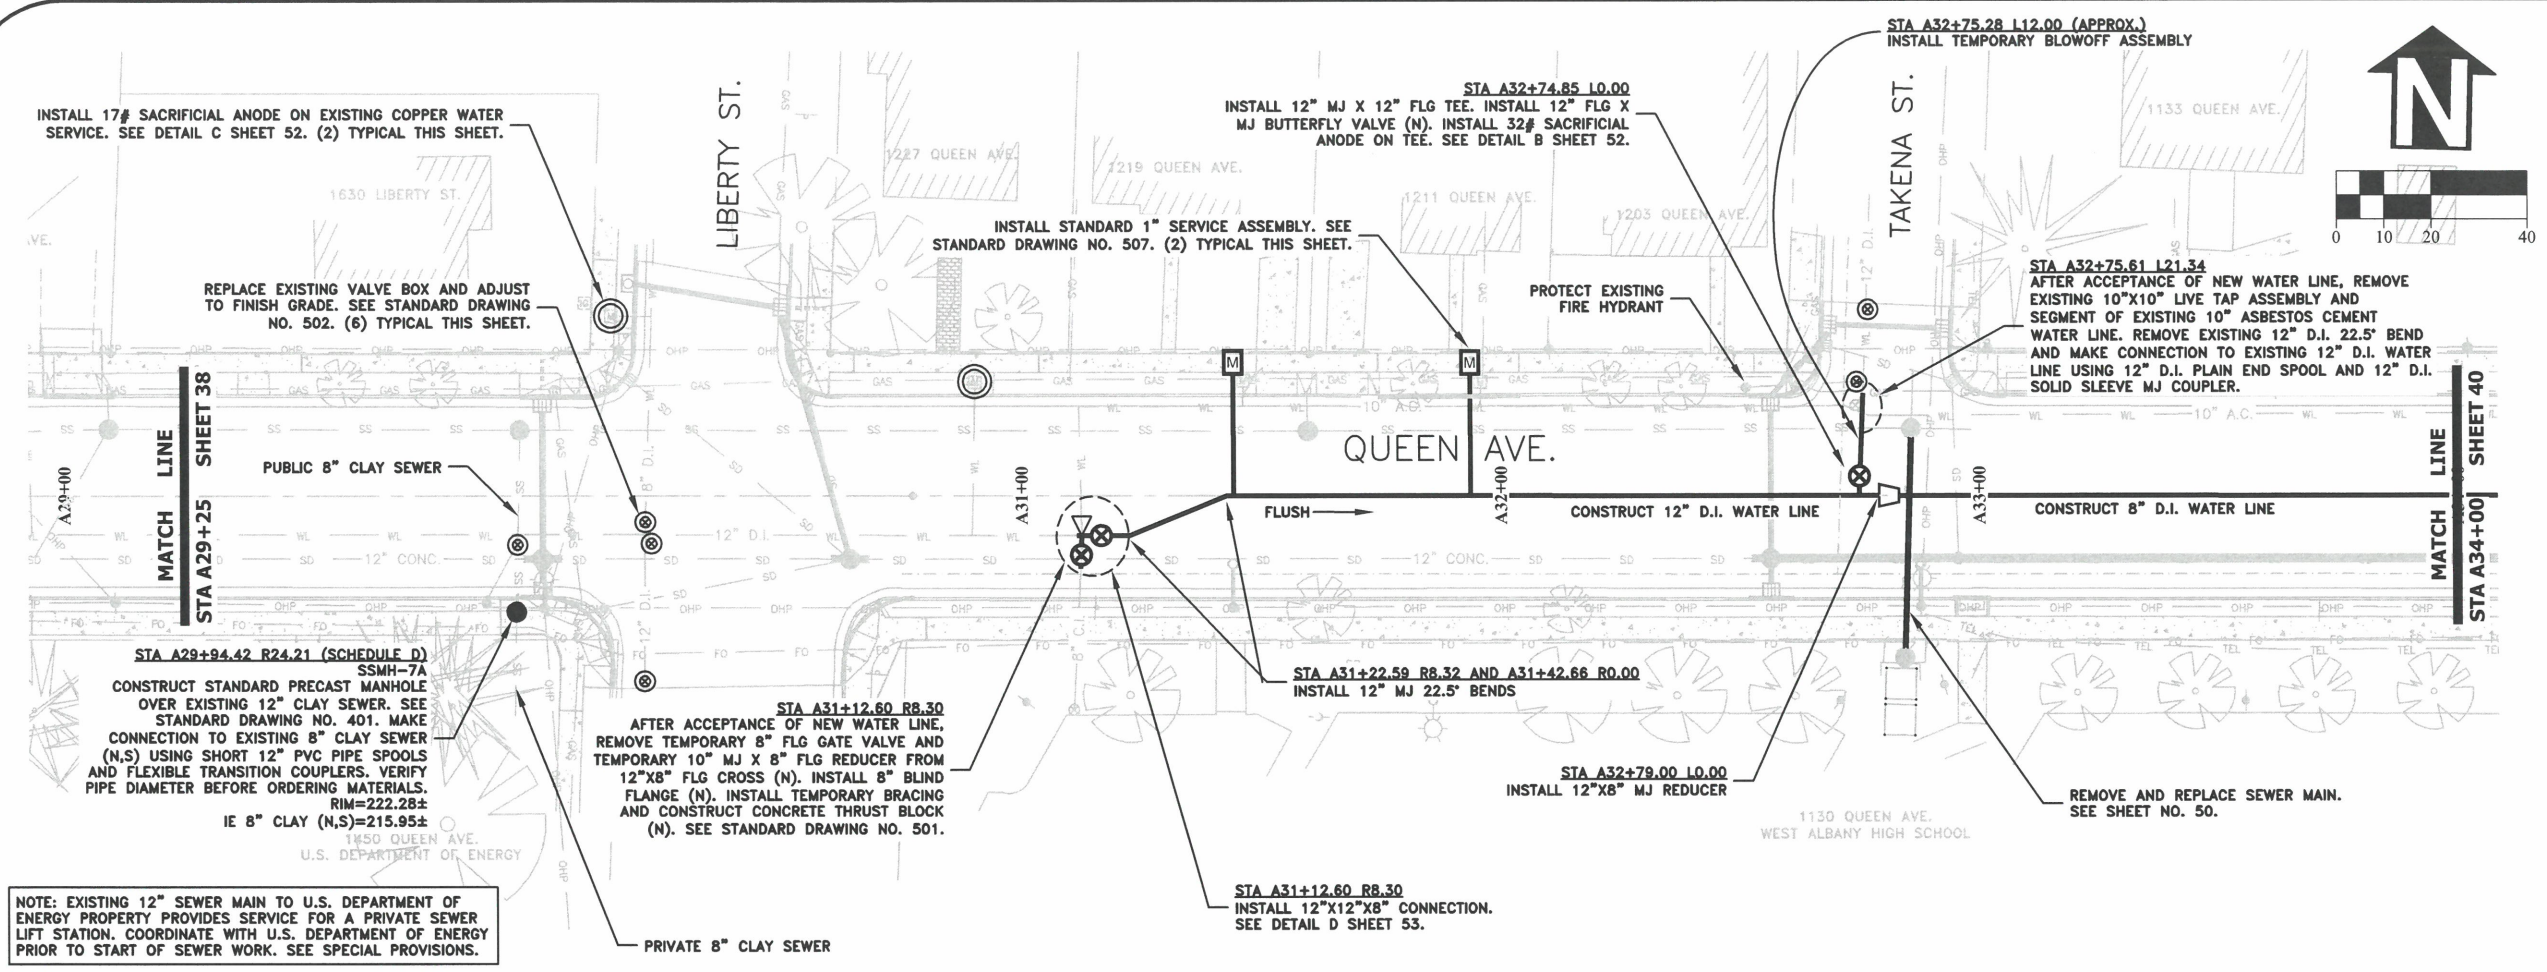 STA A32+75.28 L12.00 (APPROX.)
INSTALL TEMPORARY BLOWOFF ASSEMBLY
N
0 10 20 40
INSTALL 17# SACRIFICIAL ANODE ON EXISTING COPPER WATER
SERVICE. SEE DETAIL C SHEET 52. (2) TYPICAL THIS SHEET.
LIBERTY ST.
STA A32+74.85 L0.00
INSTALL 12" MJ X 12" FLG TEE. INSTALL 12" FLG X
MJ BUTTERFLY VALVE (N). INSTALL 32# SACRIFICIAL
ANODE ON TEE. SEE DETAIL B SHEET 52.
TAKENA ST.
1133 QUEEN AVE.
1630 LIBERTY ST.
1227 QUEEN AVE.
1219 QUEEN AVE.
1211 QUEEN AVE.
1203 QUEEN AVE.
INSTALL STANDARD 1" SERVICE ASSEMBLY. SEE
STANDARD DRAWING NO. 507. (2) TYPICAL THIS SHEET.
REPLACE EXISTING VALVE BOX AND ADJUST
TO FINISH GRADE. SEE STANDARD DRAWING
NO. 502. (6) TYPICAL THIS SHEET.
PROTECT EXISTING
FIRE HYDRANT
STA A32+75.61 L21.34
AFTER ACCEPTANCE OF NEW WATER LINE, REMOVE
EXISTING 10"X10" LIVE TAP ASSEMBLY AND
SEGMENT OF EXISTING 10" ASBESTOS CEMENT
WATER LINE. REMOVE EXISTING 12" D.I. 22.5° BEND
AND MAKE CONNECTION TO EXISTING 12" D.I. WATER
LINE USING 12" D.I. PLAIN END SPOOL AND 12" D.I.
SOLID SLEEVE MJ COUPLER.
M
M
10" A.C.
10" A.C.
MATCH LINE
STA A29+25 SHEET 38
A29+00
PUBLIC 8" CLAY SEWER
8" D.I.
12" D.I.
12" D.I.
12" D.I.
12" CONC.
12" CONC.
8" C.I.
QUEEN AVE.
A31+00
A32+00
A33+00
FLUSH
CONSTRUCT 12" D.I. WATER LINE
CONSTRUCT 8" D.I. WATER LINE
MATCH LINE
STA A34+00 SHEET 40
STA A29+94.42 R24.21 (SCHEDULE D)
SSMH-7A
CONSTRUCT STANDARD PRECAST MANHOLE
OVER EXISTING 12" CLAY SEWER. SEE
STANDARD DRAWING NO. 401. MAKE
CONNECTION TO EXISTING 8" CLAY SEWER
(N,S) USING SHORT 12" PVC PIPE SPOOLS
AND FLEXIBLE TRANSITION COUPLERS. VERIFY
PIPE DIAMETER BEFORE ORDERING MATERIALS.
RIM=222.28±
IE 8" CLAY (N,S)=215.95±
1450 QUEEN AVE.
U.S. DEPARTMENT OF ENERGY
STA A31+12.60 R8.30
AFTER ACCEPTANCE OF NEW WATER LINE,
REMOVE TEMPORARY 8" FLG GATE VALVE AND
TEMPORARY 10" MJ X 8" FLG REDUCER FROM
12"X8" FLG CROSS (N). INSTALL 8" BLIND
FLANGE (N). INSTALL TEMPORARY BRACING
AND CONSTRUCT CONCRETE THRUST BLOCK
(N). SEE STANDARD DRAWING NO. 501.
STA A31+22.59 R8.32 AND A31+42.66 R0.00
INSTALL 12" MJ 22.5° BENDS
STA A32+79.00 L0.00
INSTALL 12"X8" MJ REDUCER
REMOVE AND REPLACE SEWER MAIN.
SEE SHEET NO. 50.
1130 QUEEN AVE.
WEST ALBANY HIGH SCHOOL
STA A31+12.60 R8.30
INSTALL 12"X12"X8" CONNECTION.
SEE DETAIL D SHEET 53.
PRIVATE 8" CLAY SEWER
NOTE: EXISTING 12" SEWER MAIN TO U.S. DEPARTMENT OF
ENERGY PROPERTY PROVIDES SERVICE FOR A PRIVATE SEWER
LIFT STATION. COORDINATE WITH U.S. DEPARTMENT OF ENERGY
PRIOR TO START OF SEWER WORK. SEE SPECIAL PROVISIONS.